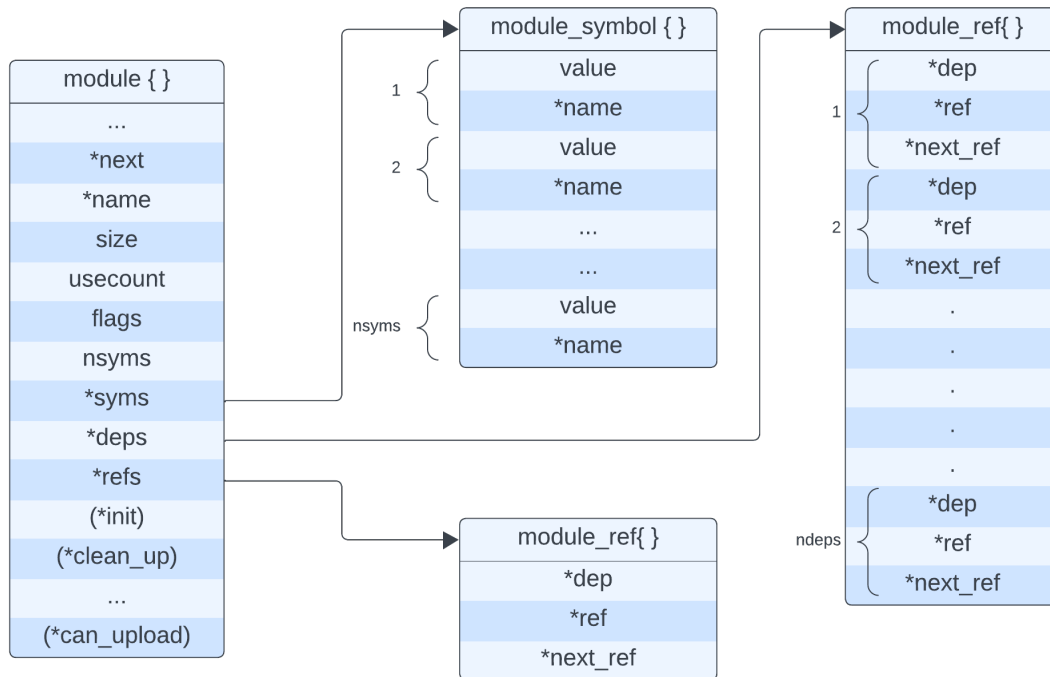 module { }
...
*next
*name
size
usecount
flags
nsyms
*syms
*deps
*refs
(*init)
(*clean_up)
...
(*can_upload)
module_symbol { }
1
value
*name
2
value
*name
...
...
nsyms
value
*name
module_ref{ }
*dep
*ref
*next_ref
module_ref{ }
1
*dep
*ref
*next_ref
2
*dep
*ref
*next_ref
.
.
.
.
.
ndeps
*dep
*ref
*next_ref